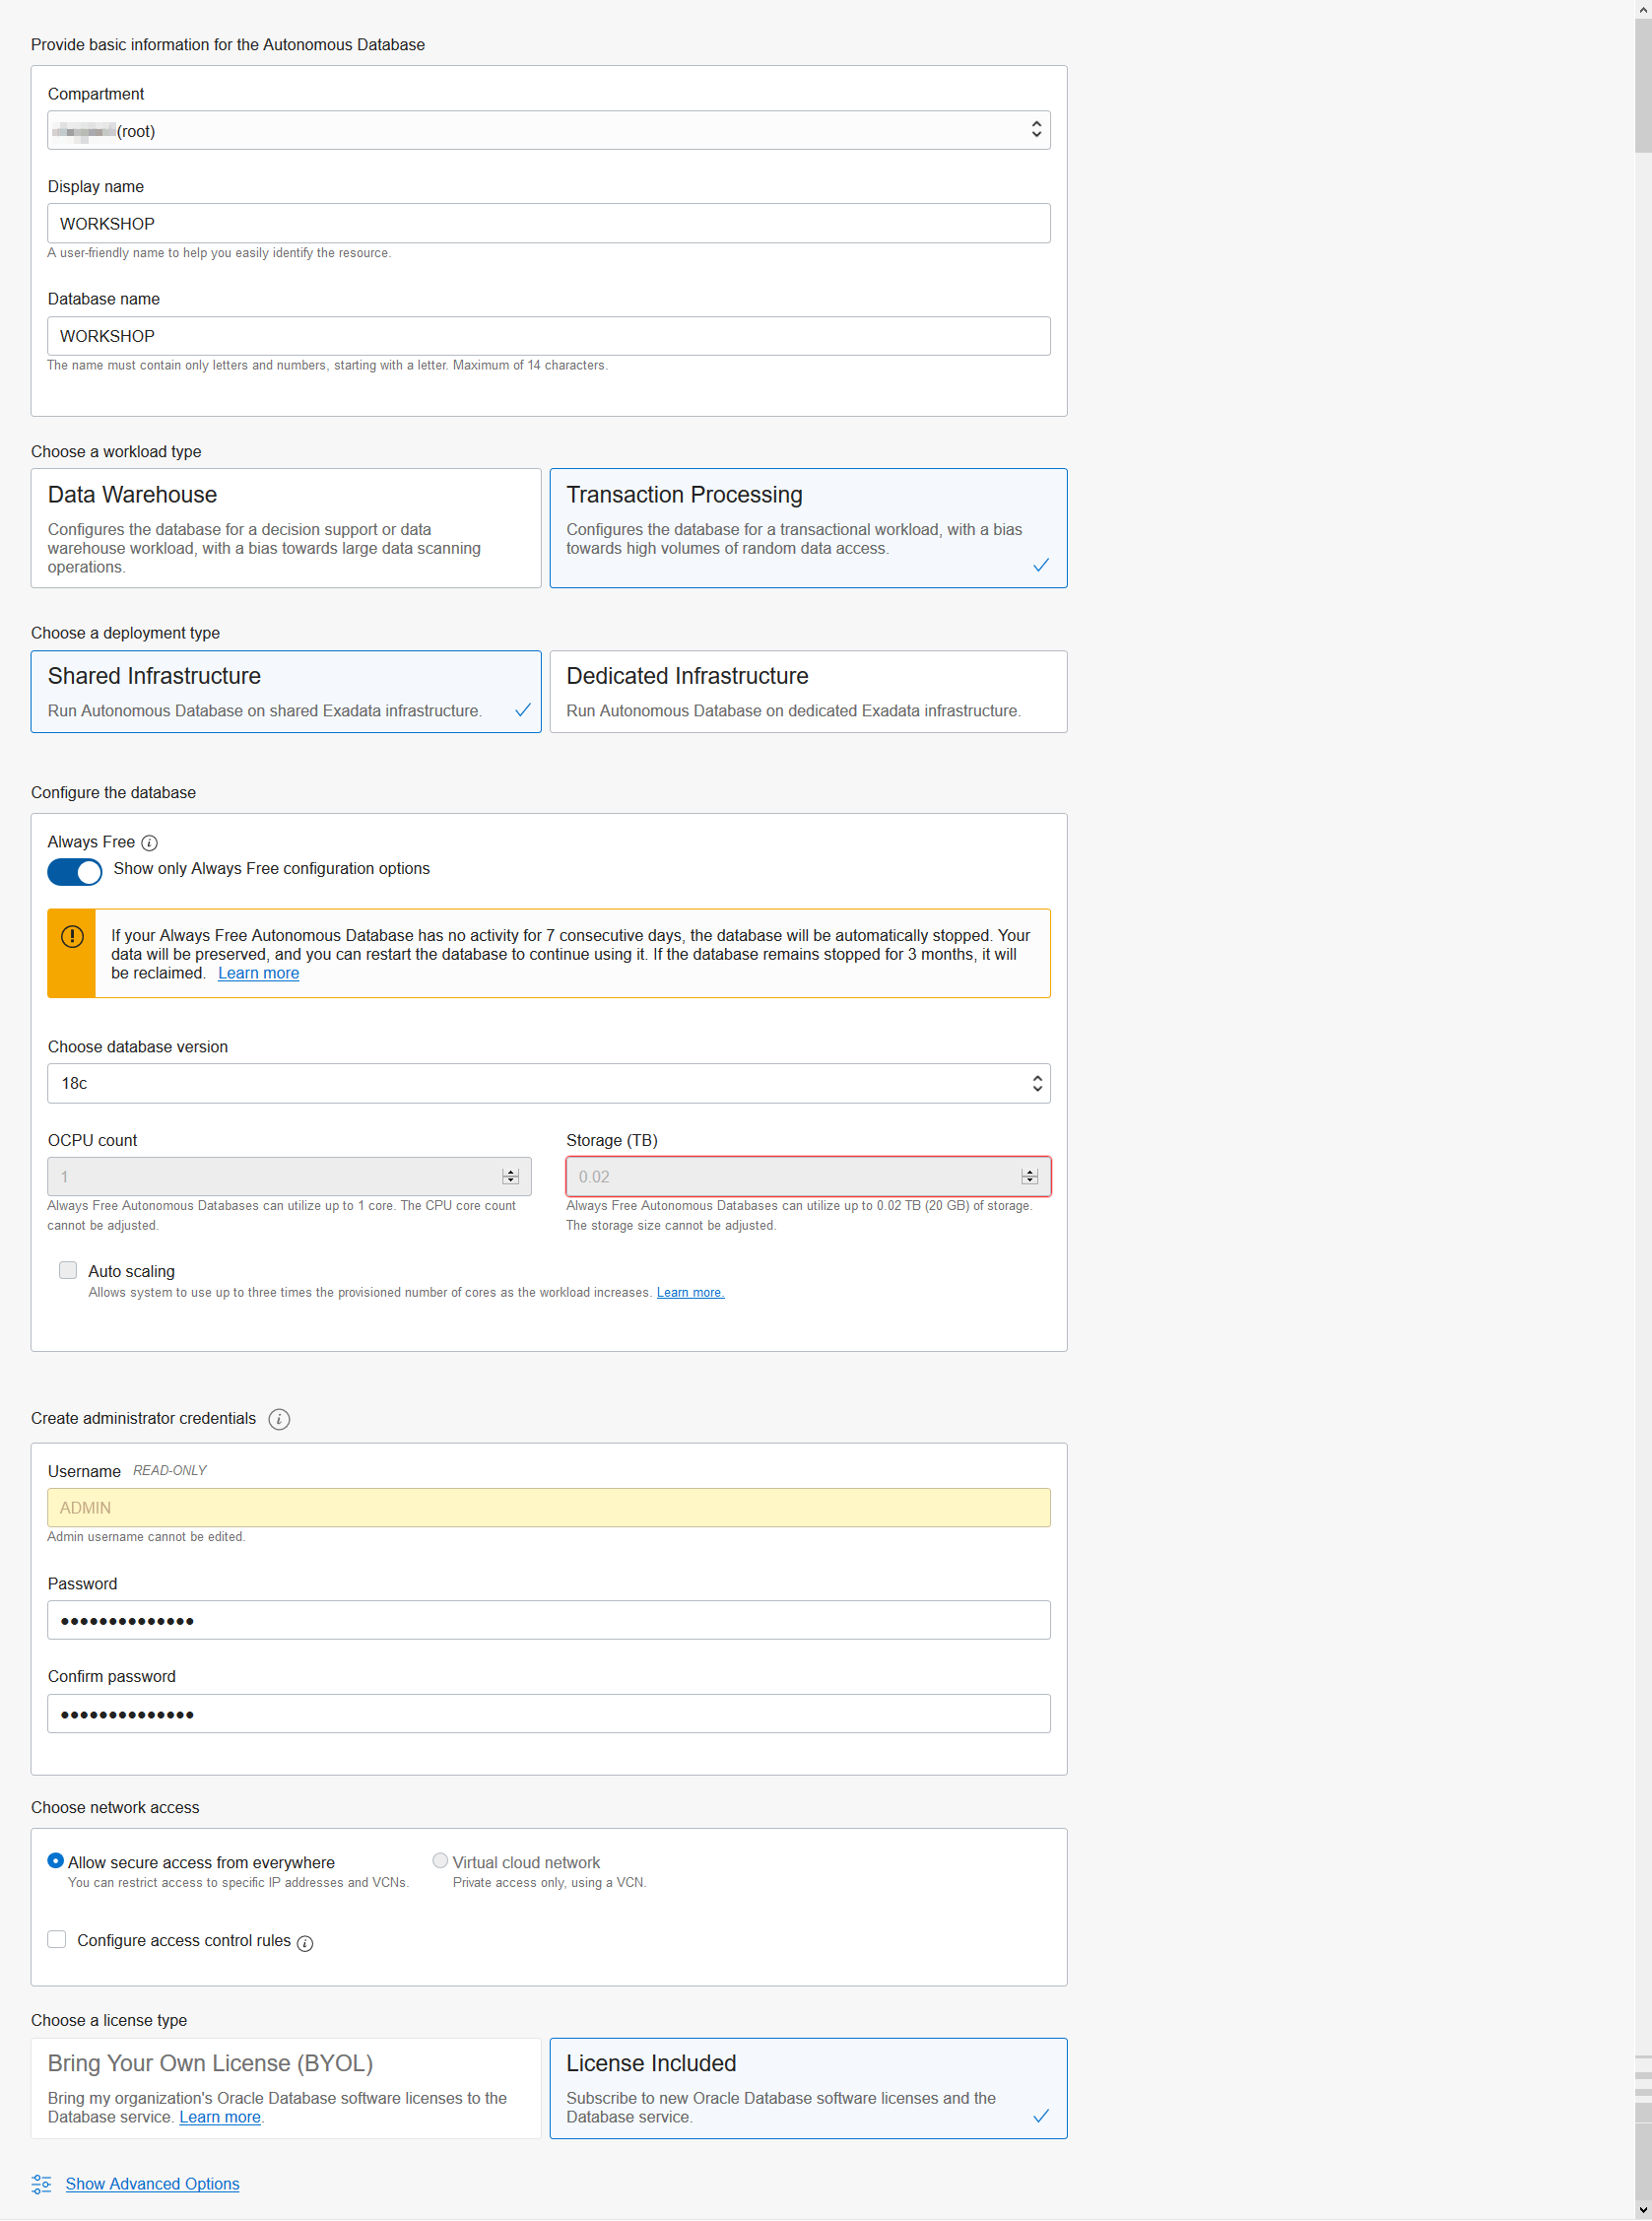 Provide basic information for the Autonomous Database
Compartment
(root)
Display name
WORKSHOP
A user-friendly name to help you easily identify the resource.
Database name
WORKSHOP
The name must contain only letters and numbers, starting with a letter. Maximum of 14 characters.
Choose a workload type
Data Warehouse
Configures the database for a decision support or data
warehouse workload, with a bias towards large data scanning
operations.
Transaction Processing
Configures the database for a transactional workload, with a bias
towards high volumes of random data access.
Choose a deployment type
Shared Infrastructure
Run Autonomous Database on shared Exadata infrastructure.
Dedicated Infrastructure
Run Autonomous Database on dedicated Exadata infrastructure.
Configure the database
Always Free
Show only Always Free configuration options
If your Always Free Autonomous Database has no activity for 7 consecutive days, the database will be automatically stopped. Your
data will be preserved, and you can restart the database to continue using it. If the database remains stopped for 3 months, it will
be reclaimed. Learn more
Choose database version
18c
OCPU count
1
Always Free Autonomous Databases can utilize up to 1 core. The CPU core count
cannot be adjusted.
Storage (TB)
0.02
Always Free Autonomous Databases can utilize up to 0.02 TB (20 GB) of storage.
The storage size cannot be adjusted.
Auto scaling
Allows system to use up to three times the provisioned number of cores as the workload increases. Learn more.
Create administrator credentials
Username READ-ONLY
ADMIN
Admin username cannot be edited.
Password
Confirm password
Choose network access
Allow secure access from everywhere
You can restrict access to specific IP addresses and VCNs.
Virtual cloud network
Private access only, using a VCN.
Configure access control rules
Choose a license type
Bring Your Own License (BYOL)
Bring my organization's Oracle Database software licenses to the
Database service. Learn more.
License Included
Subscribe to new Oracle Database software licenses and the
Database service.
Show Advanced Options